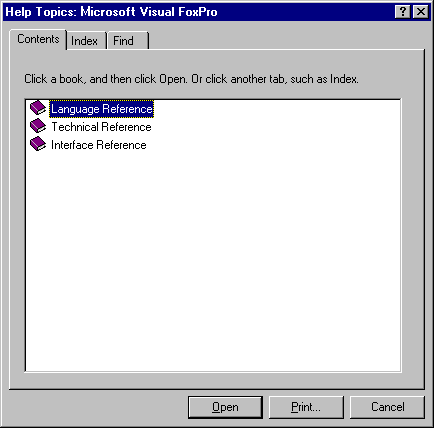 Help Topics: Microsoft Visual FoxPro
Contents Index Find
Click a book, and then click Open. Or click another tab, such as Index.
Language Reference
Technical Reference
Interface Reference
Open Print... Cancel